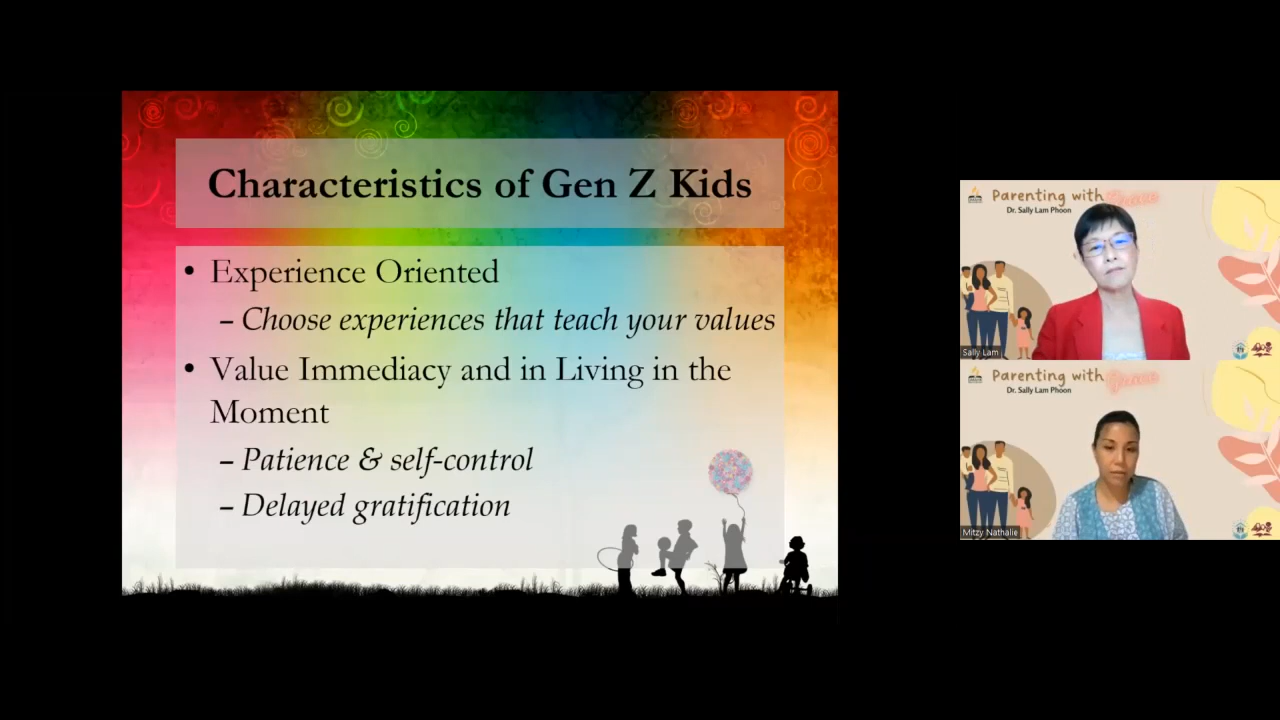 Characteristics of Gen Z Kids
• Experience Oriented
– Choose experiences that teach your values
• Value Immediacy and in Living in the
Moment
– Patience & self-control
– Delayed gratification
Parenting with Grace
Dr. Sally Lam Phoon
Sally Lam
Parenting with Grace
Dr. Sally Lam Phoon
Mitzy Nathalie